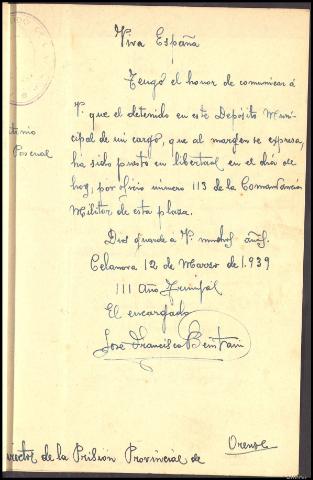 Viva España
Tengo el honor de comunicar á
V. que el detenido en este Depósito Muni-
cipal de mi cargo, que al margen se expresa,
ha sido puesto en libertad en el día de
hoy, por oficio número 113 de la Comandancia
Militar de esta plaza.
Dios guarde a V. muchos años.
Celanova 12 de Marzo de 1.939
III Año Triunfal
El encargado
José Francisco
Pascual
Director de la Prisión Provincial de
Orense